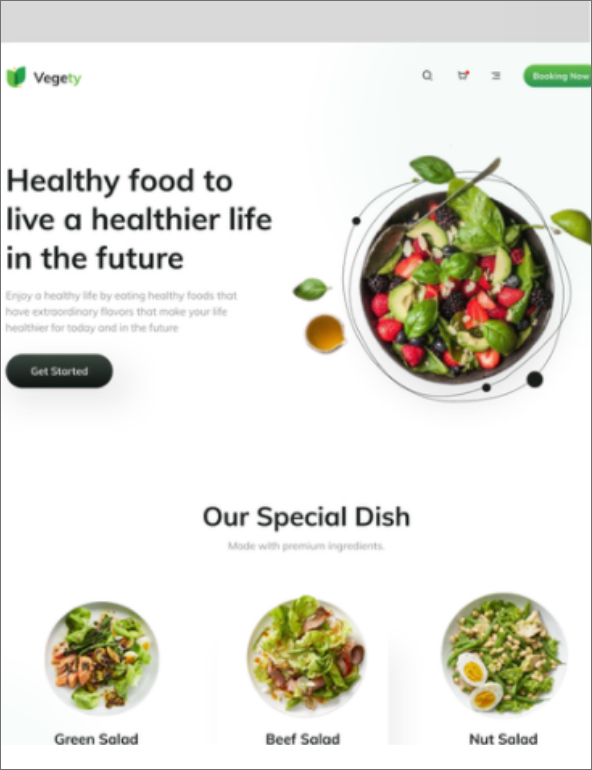 Vegety
Booking Now
Healthy food to
live a healthier life
in the future
Enjoy a healthy life by eating healthy foods that
have extraordinary flavors that make your life
healthier for today and in the future
Get Started
Our Special Dish
Made with premium ingredients.
Green Salad
Beef Salad
Nut Salad